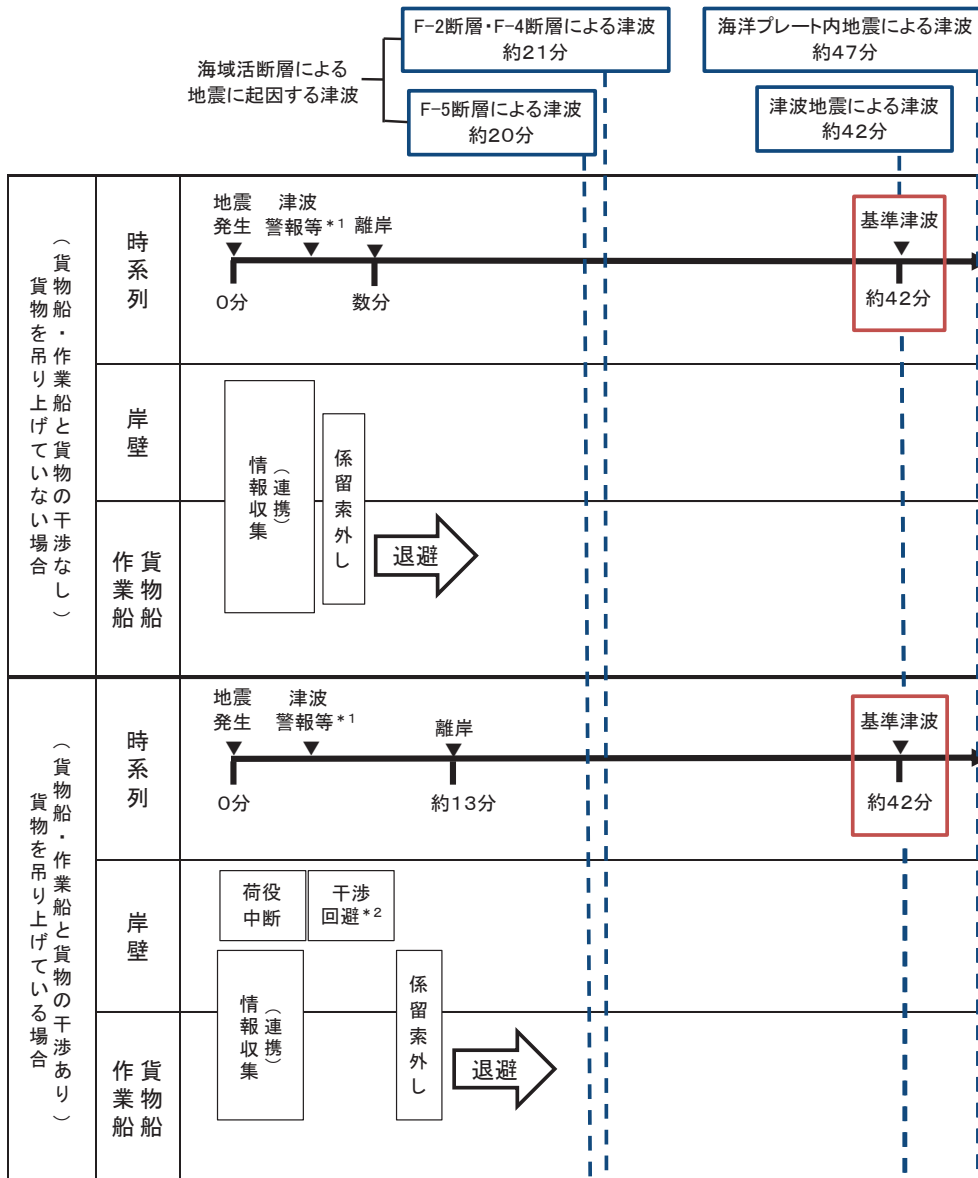 F-2断層・F-4断層による津波
約21分
海洋プレート内地震による津波
約47分
海域活断層による
地震に起因する津波
F-5断層による津波
約20分
津波地震による津波
約42分
貨物を吊り上げていない場合
(貨物船・作業船と貨物の干渉なし)
時系列
地震
発生
津波
警報等*1
離岸
基準津波
0分
数分
約42分
岸壁
情報収集
(連携)
係留索外し
貨物船
作業船
退避
貨物を吊り上げている場合
(貨物船・作業船と貨物の干渉あり)
時系列
地震
発生
津波
警報等*1
離岸
基準津波
0分
約13分
約42分
岸壁
荷役
中断
干渉
回避*2
情報収集
(連携)
係留索外し
貨物船
作業船
退避